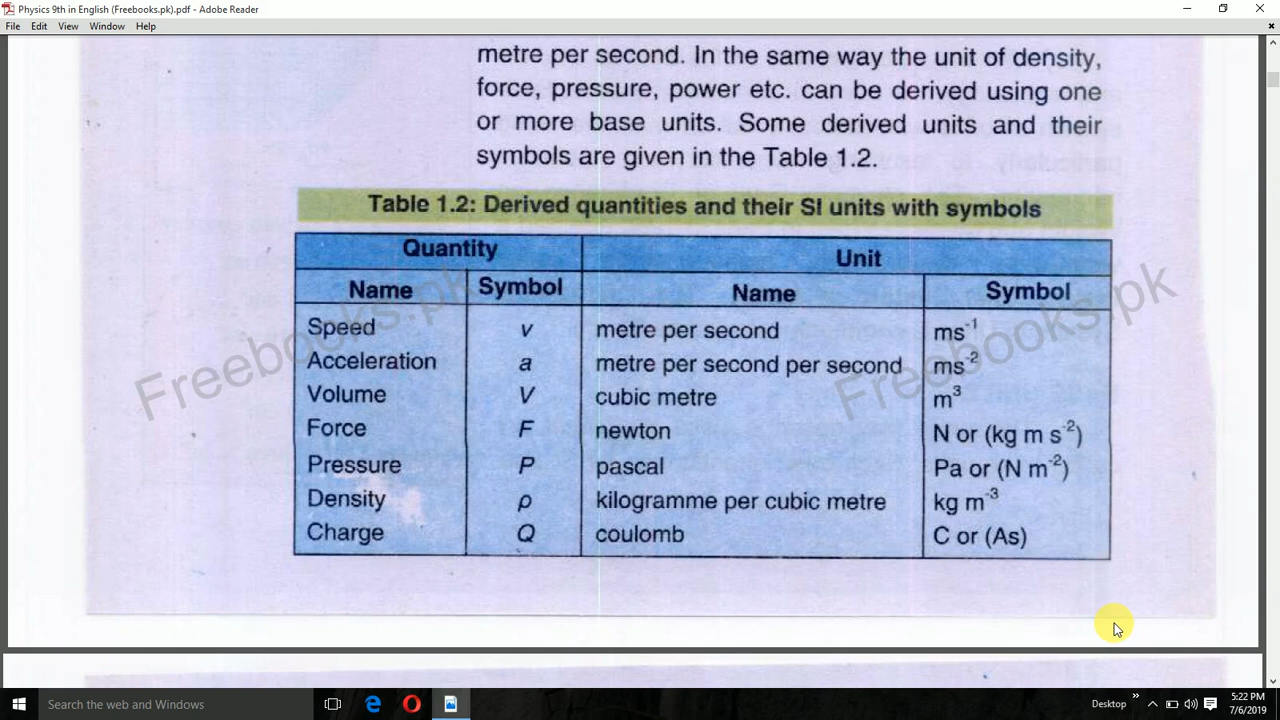 Physics 9th in English (Freebooks.pk).pdf - Adobe Reader
File Edit View Window Help
metre per second. In the same way the unit of density,
force, pressure, power etc. can be derived using one
or more base units. Some derived units and their
symbols are given in the Table 1.2.
Table 1.2: Derived quantities and their SI units with symbols
Quantity Unit
Name Symbol Name Symbol
Speed v metre per second ms⁻¹
Acceleration a metre per second per second ms⁻²
Volume V cubic metre m³
Force F newton N or (kg m s⁻²)
Pressure P pascal Pa or (N m⁻²)
Density ρ kilogramme per cubic metre kg m⁻³
Charge Q coulomb C or (As)
Freebooks.pk
Freebooks.pk
Search the web and Windows
Desktop
5:22 PM
7/6/2019